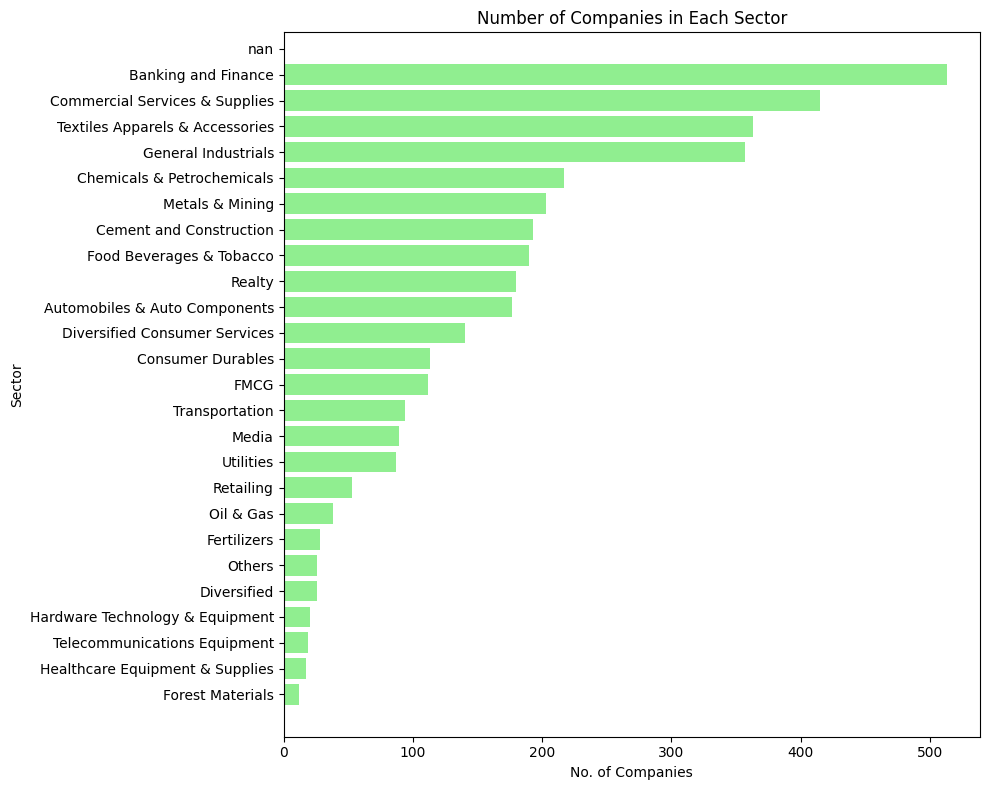 Number of Companies in Each Sector
nan
Banking and Finance
Commercial Services & Supplies
Textiles Apparels & Accessories
General Industrials
Chemicals & Petrochemicals
Metals & Mining
Cement and Construction
Food Beverages & Tobacco
Realty
Automobiles & Auto Components
Diversified Consumer Services
Consumer Durables
FMCG
Transportation
Media
Utilities
Retailing
Oil & Gas
Fertilizers
Others
Diversified
Hardware Technology & Equipment
Telecommunications Equipment
Healthcare Equipment & Supplies
Forest Materials
Sector
0 100 200 300 400 500
No. of Companies